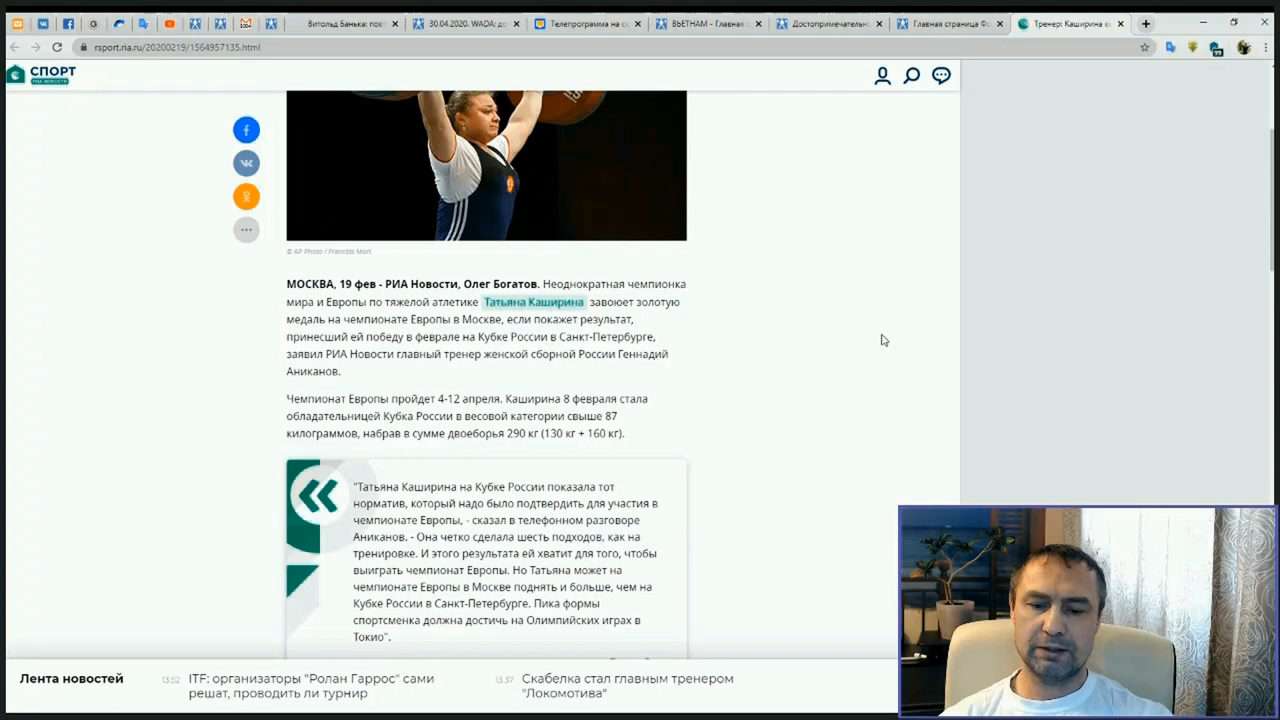 Витольд Банька: пов
30.04.2020. WADA: д
Телепрограмма на се
ВЬЕТНАМ - Главная
Достопримечательн
Главная страница Фо
Тренер: Каширина в
rsport.ria.ru/20200219/1564957135.html
СПОРТ
РИА НОВОСТИ
© AP Photo / Francois Mori
МОСКВА, 19 фев - РИА Новости, Олег Богатов. Неоднократная чемпионка
мира и Европы по тяжелой атлетике Татьяна Каширина завоюет золотую
медаль на чемпионате Европы в Москве, если покажет результат,
принесший ей победу в феврале на Кубке России в Санкт-Петербурге,
заявил РИА Новости главный тренер женской сборной России Геннадий
Аниканов.
Чемпионат Европы пройдет 4-12 апреля. Каширина 8 февраля стала
обладательницей Кубка России в весовой категории свыше 87
килограммов, набрав в сумме двоеборья 290 кг (130 кг + 160 кг).
"Татьяна Каширина на Кубке России показала тот
норматив, который надо было подтвердить для участия в
чемпионате Европы, - сказал в телефонном разговоре
Аниканов. - Она четко сделала шесть подходов, как на
тренировке. И этого результата ей хватит для того, чтобы
выиграть чемпионат Европы. Но Татьяна может на
чемпионате Европы в Москве поднять и больше, чем на
Кубке России в Санкт-Петербурге. Пика формы
спортсменка должна достичь на Олимпийских играх в
Токио".
Лента новостей
13:52 ITF: организаторы "Ролан Гаррос" сами
решат, проводить ли турнир
13:37 Скабелка стал главным тренером
"Локомотива"